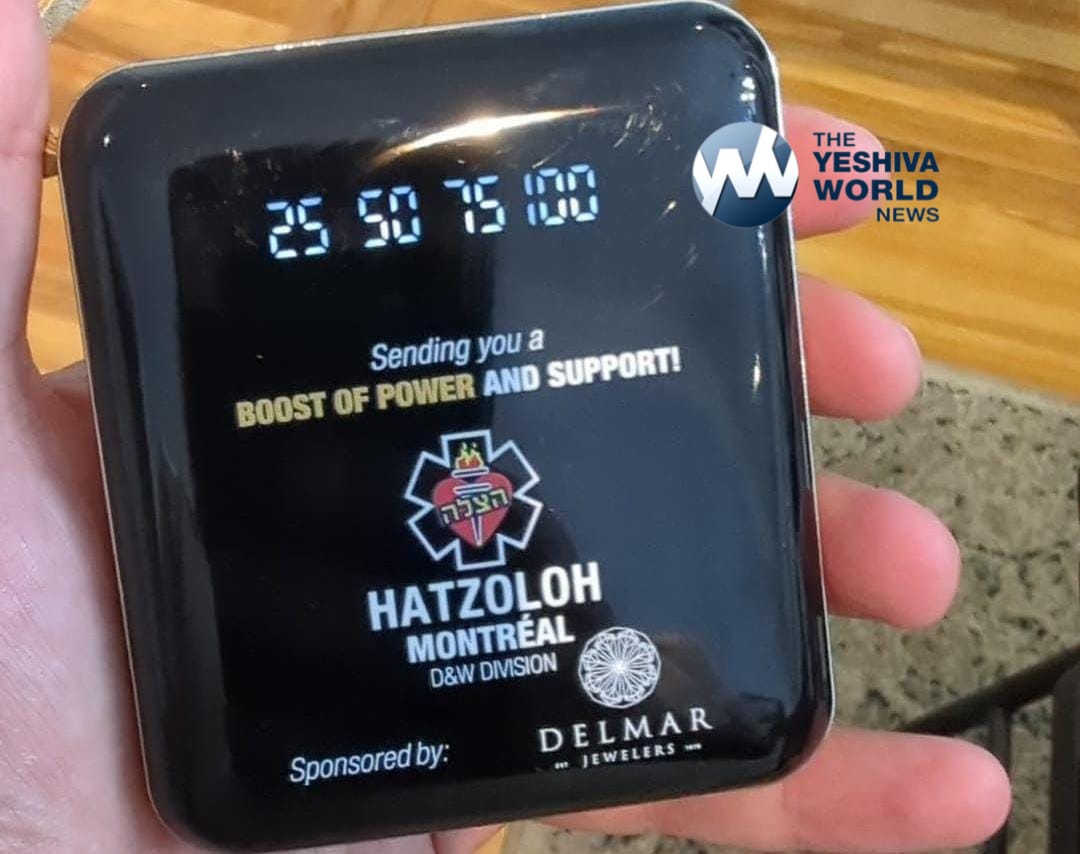 THE
YESHIVA
WORLD
NEWS
25 50 75 100
Sending you a
BOOST OF POWER AND SUPPORT!
הצלה
HATZOLOH
MONTRÉAL
D&W DIVISION
Sponsored by:
DELMAR
JEWELERS